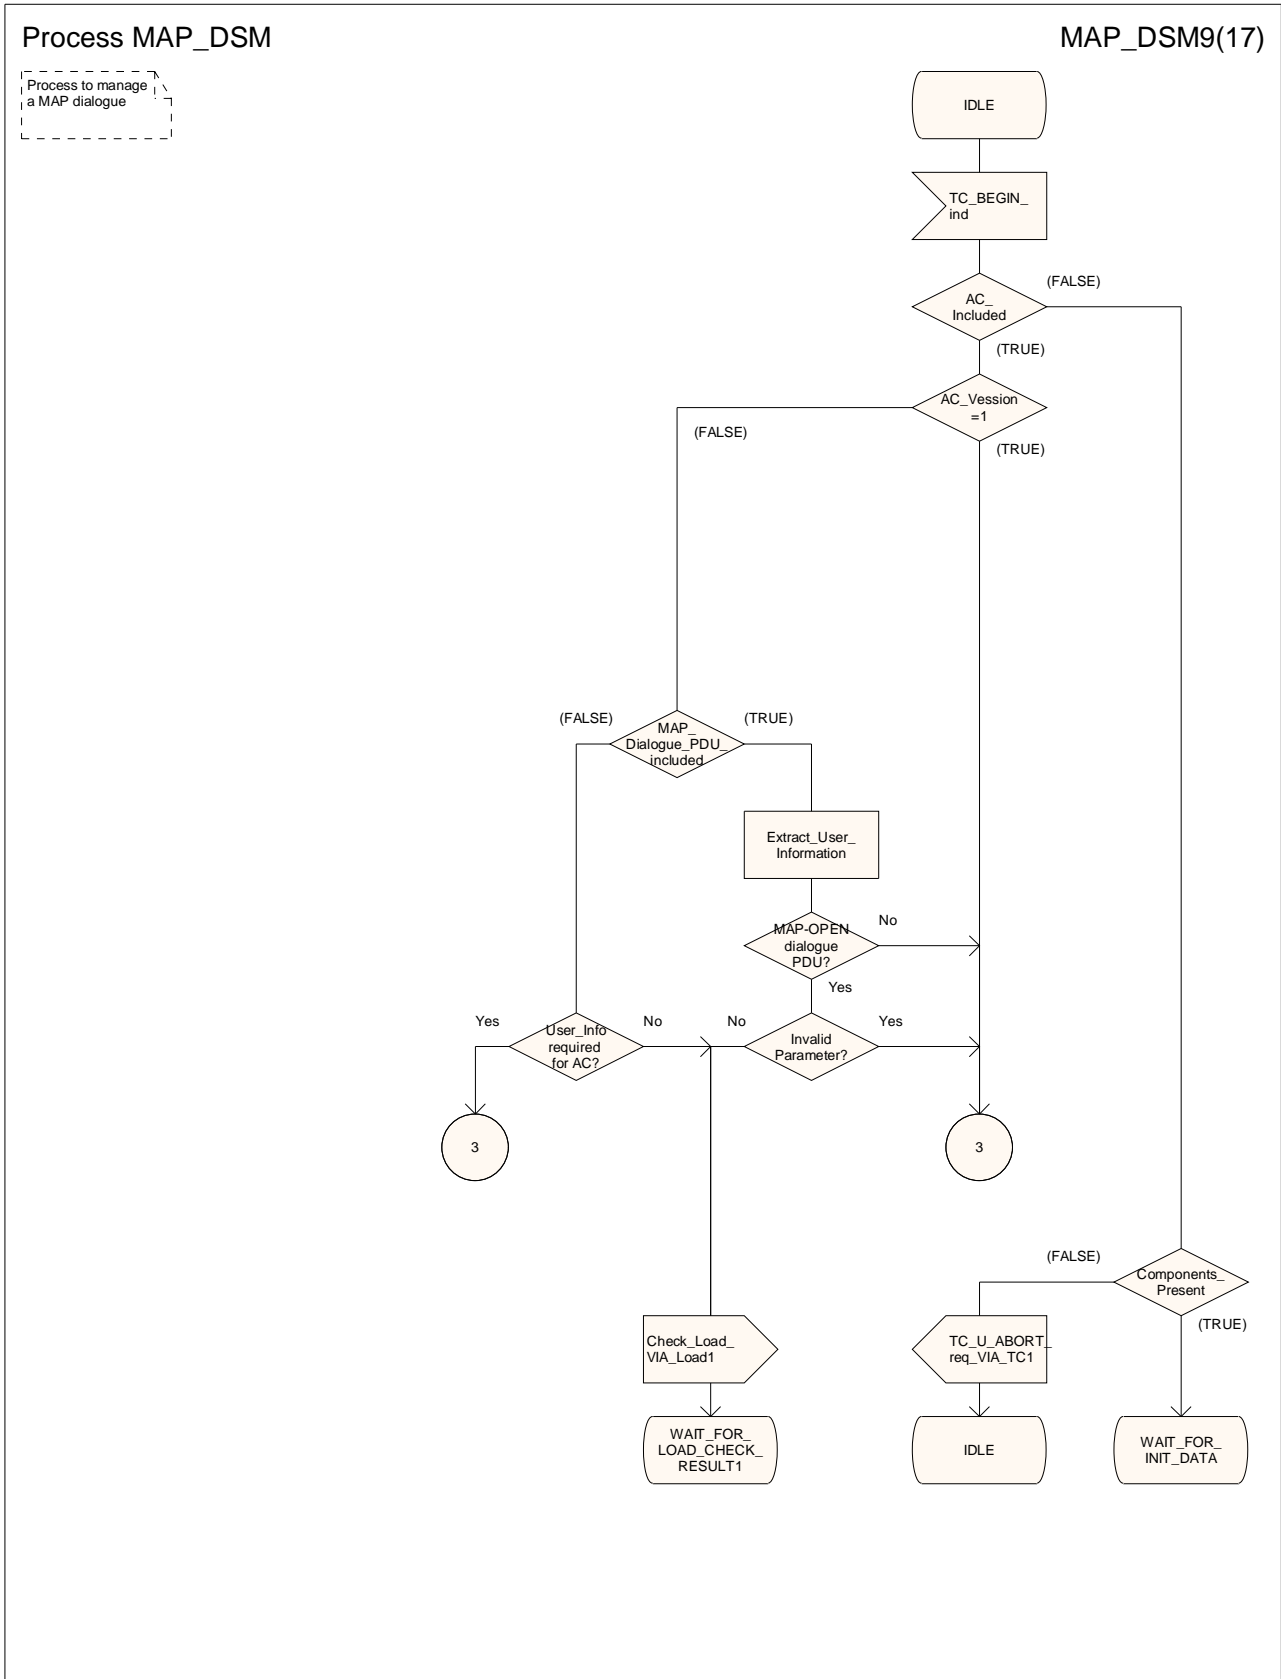 Process MAP_DSM
MAP_DSM9(17)
Process to manage
a MAP dialogue
IDLE
TC_BEGIN_
ind
AC_
Included
(FALSE)
(TRUE)
AC_Vession
=1
(FALSE)
(TRUE)
(FALSE)
MAP_
Dialogue_PDU_
included
(TRUE)
Extract_User_
Information
MAP-OPEN
dialogue
PDU?
No
Yes
Yes
User_Info
required
for AC?
No
No
Invalid
Parameter?
Yes
3
3
(FALSE)
Components_
Present
(TRUE)
Check_Load_
VIA_Load1
TC_U_ABORT_
req_VIA_TC1
WAIT_FOR_
LOAD_CHECK_
RESULT1
IDLE
WAIT_FOR_
INIT_DATA